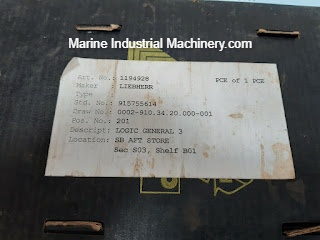 Marine Industrial Machinery.com
Art. No.: 1194928 PCE of 1 PCE
Maker : LIEBHERR
Type :
Std. No.: 915755614
Draw No.: 0002-910.34.20.000-001
Pos. No.: 201
Descript: LOGIC GENERAL 3
Location: SB AFT STORE
Sec S03, Shelf B01